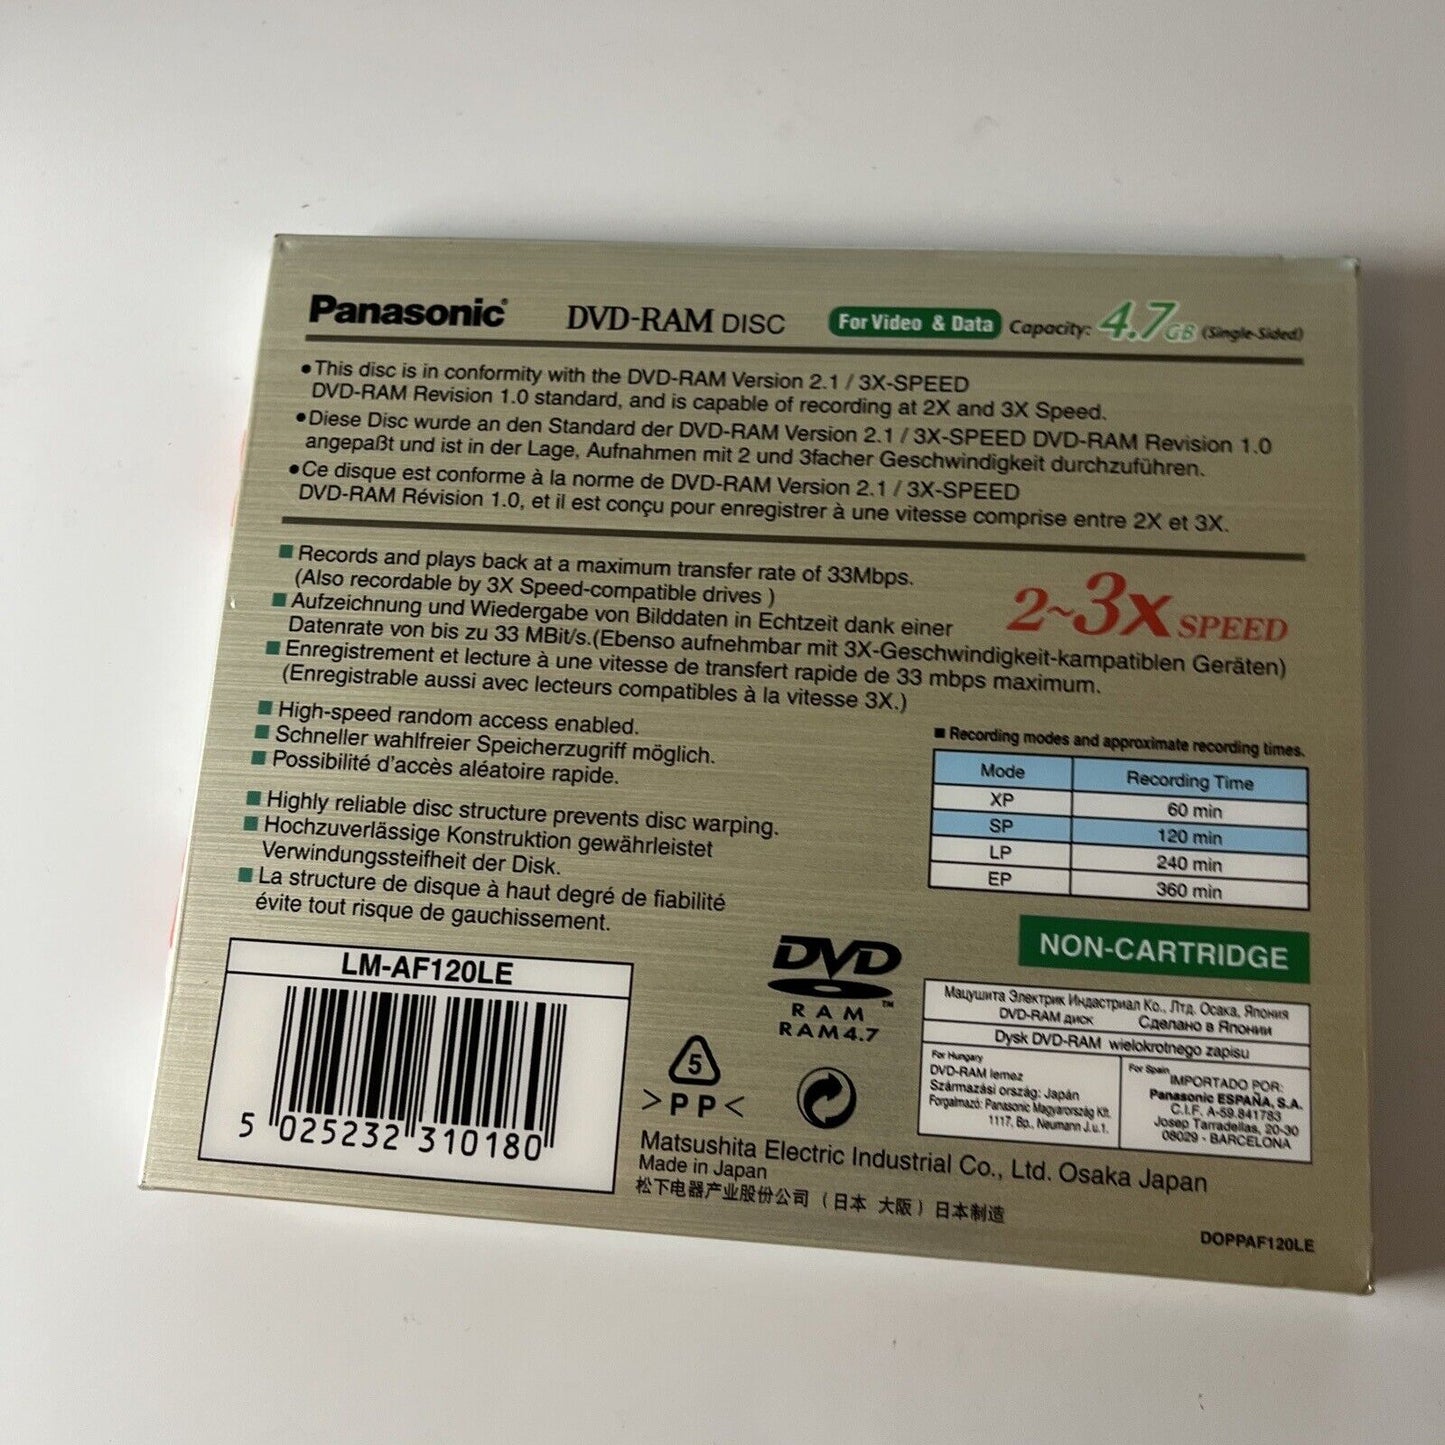 Panasonic®
DVD-RAM DISC
For Video & Data
Capacity: 4.7GB (Single-Sided)
●This disc is in conformity with the DVD-RAM Version 2.1 / 3X-SPEED
DVD-RAM Revision 1.0 standard, and is capable of recording at 2X and 3X Speed.
●Diese Disc wurde an den Standard der DVD-RAM Version 2.1 / 3X-SPEED DVD-RAM Revision 1.0
angepaßt und ist in der Lage, Aufnahmen mit 2 und 3facher Geschwindigkeit durchzuführen.
●Ce disque est conforme à la norme de DVD-RAM Version 2.1 / 3X-SPEED
DVD-RAM Révision 1.0, et il est conçu pour enregistrer à une vitesse comprise entre 2X et 3X.
■Records and plays back at a maximum transfer rate of 33Mbps.
(Also recordable by 3X Speed-compatible drives )
■Aufzeichnung und Wiedergabe von Bilddaten in Echtzeit dank einer
Datenrate von bis zu 33 MBit/s.(Ebenso aufnehmbar mit 3X-Geschwindigkeit-kampatiblen Geräten)
■Enregistrement et lecture à une vitesse de transfert rapide de 33 mbps maximum.
(Enregistrable aussi avec lecteurs compatibles à la vitesse 3X.)
2~3X SPEED
■High-speed random access enabled.
■Schneller wahlfreier Speicherzugriff möglich.
■Possibilité d'accès aléatoire rapide.
■Highly reliable disc structure prevents disc warping.
■Hochzuverlässige Konstruktion gewährleistet
Verwindungssteifheit der Disk.
■La structure de disque à haut degré de fiabilité
évite tout risque de gauchissement.
■Recording modes and approximate recording times.
Mode Recording Time
XP 60 min
SP 120 min
LP 240 min
EP 360 min
NON-CARTRIDGE
LM-AF120LE
5 025232 310180
DVD
RAM ™
RAM4.7
5
>PP<
Мацушита Электрик Индастриал Ко., Лтд. Осака, Япония
DVD-RAM диск Сделано в Японии
Dysk DVD-RAM wielokrotnego zapisu
For Hungary
DVD-RAM lemez
Származási ország: Japán
Forgalmazó: Panasonic Magyarország Kft.
1117, Bp., Neumann J.u.1.
For Spain
IMPORTADO POR:
Panasonic ESPAÑA, S.A.
C.I.F. A-59.841783
Josep Tarradellas, 20-30
08029 - BARCELONA
Matsushita Electric Industrial Co., Ltd. Osaka Japan
Made in Japan
松下电器产业股份公司（日本 大阪）日本制造
DOPPAF120LE